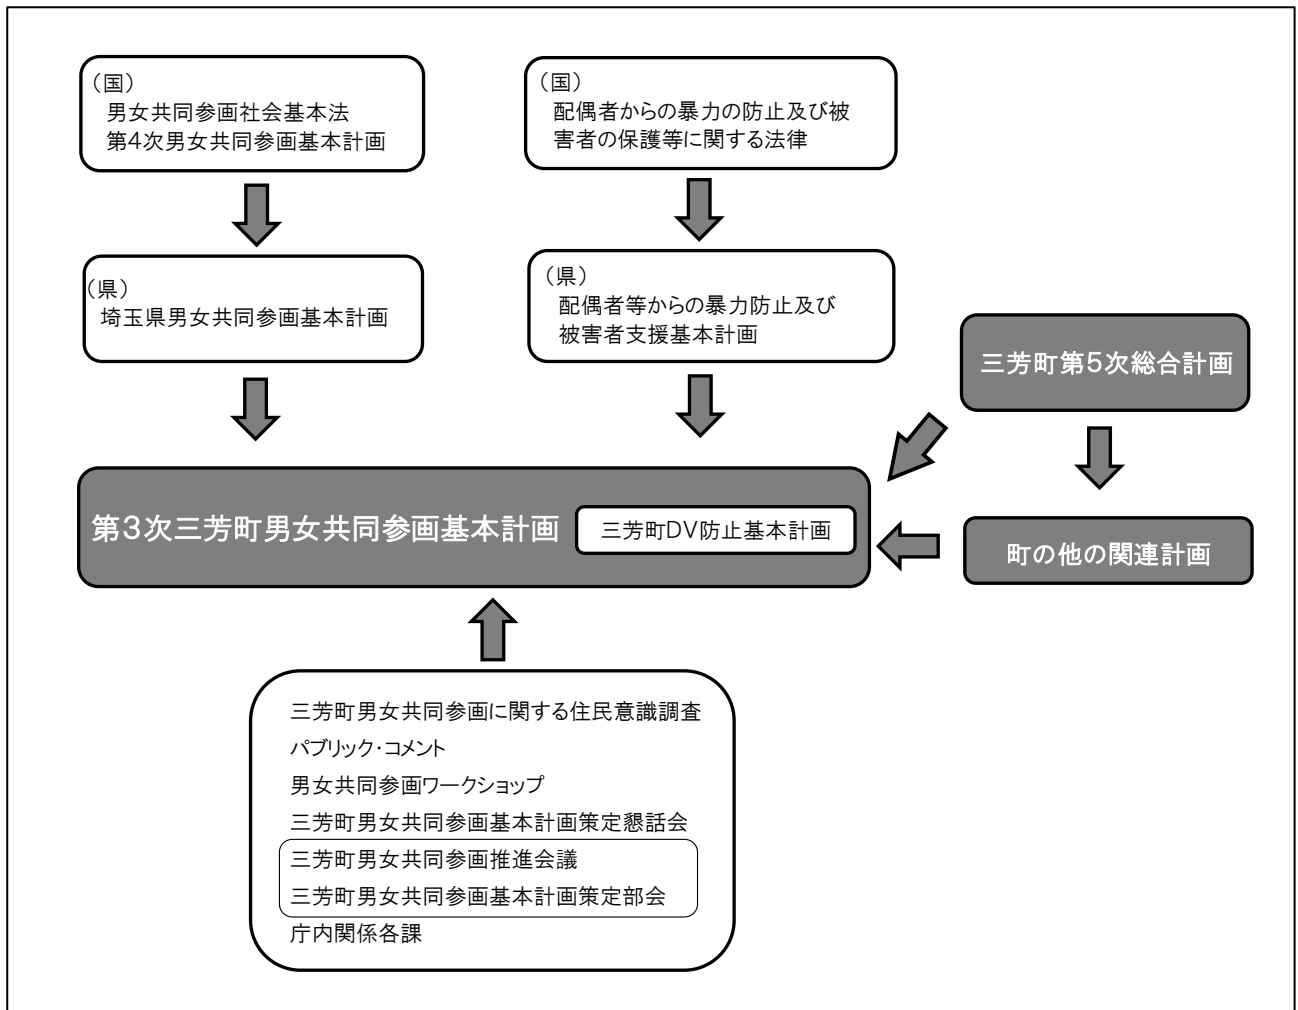 (国)
男女共同参画社会基本法
第4次男女共同参画基本計画
(国)
配偶者からの暴力の防止及び被
害者の保護等に関する法律
(県)
埼玉県男女共同参画基本計画
(県)
配偶者等からの暴力防止及び
被害者支援基本計画
三芳町第5次総合計画
第3次三芳町男女共同参画基本計画
三芳町DV防止基本計画
町の他の関連計画
三芳町男女共同参画に関する住民意識調査
パブリック・コメント
男女共同参画ワークショップ
三芳町男女共同参画基本計画策定懇話会
三芳町男女共同参画推進会議
三芳町男女共同参画基本計画策定部会
庁内関係各課